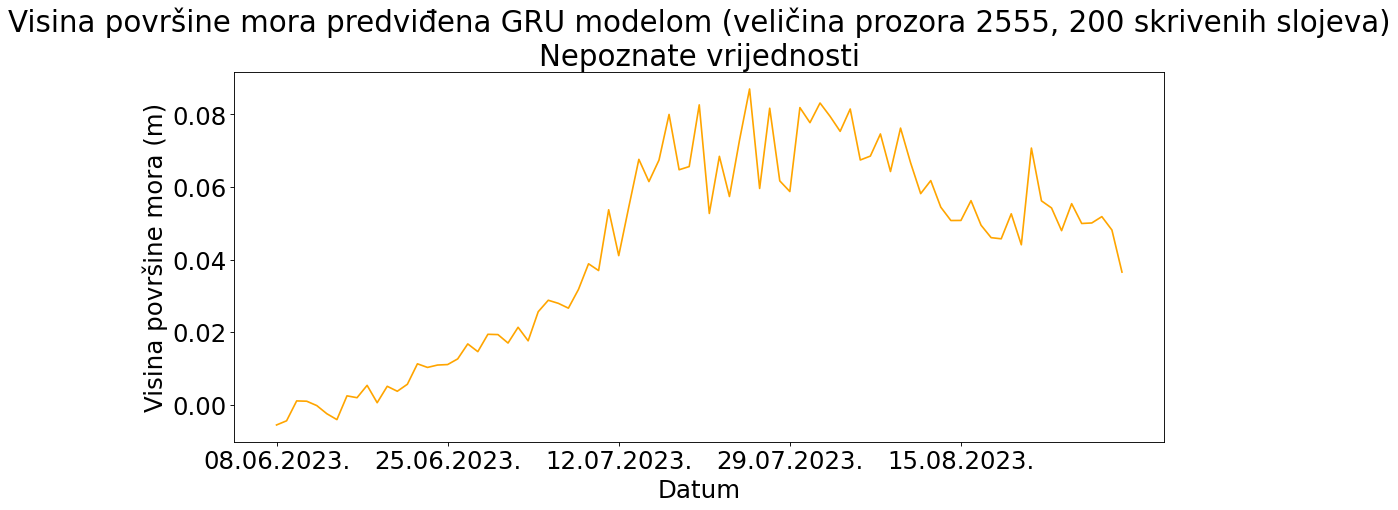 Visina površine mora predviđena GRU modelom (veličina prozora 2555, 200 skrivenih slojeva)
Nepoznate vrijednosti
Visina površine mora (m)
0.08
0.06
0.04
0.02
0.00
08.06.2023.
25.06.2023.
12.07.2023.
29.07.2023.
15.08.2023.
Datum